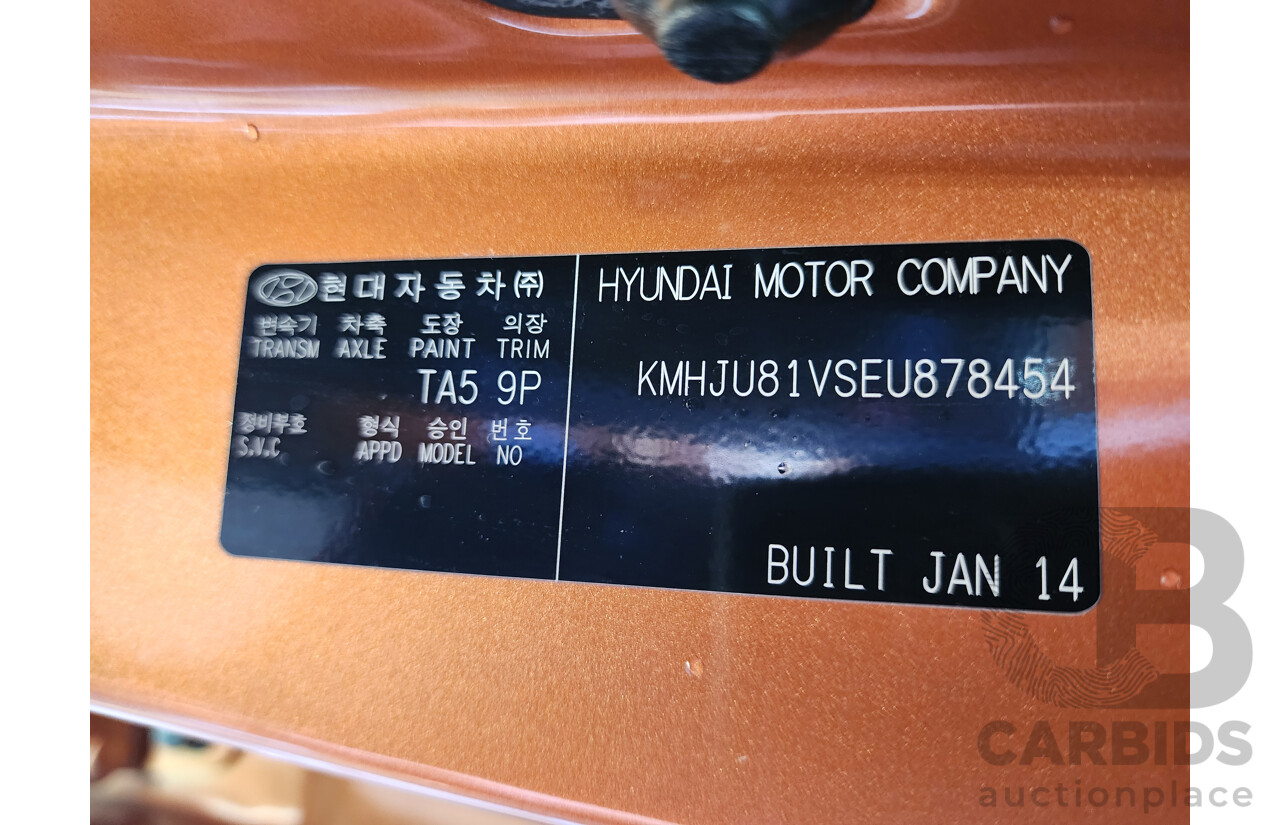 현대자동차㈜
변속기 차축 도장 의장
TRANSM AXLE PAINT TRIM
TA5 9P
정비부호 형식 승인 번호
S.V.C APPD MODEL NO
HYUNDAI MOTOR COMPANY
KMHJU81VSEU878454
BUILT JAN 14
CARBIDS
auctionplace